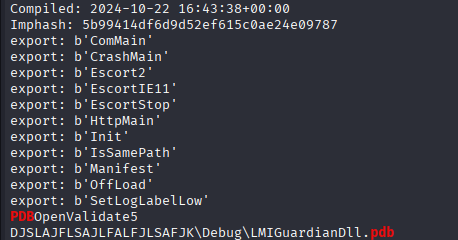 Compiled: 2024-10-22 16:43:38+00:00
Imphash: 5b99414df6d9d52ef615c0ae24e09787
export: b'ComMain'
export: b'CrashMain'
export: b'Escort2'
export: b'EscortIE11'
export: b'EscortStop'
export: b'HttpMain'
export: b'Init'
export: b'IsSamePath'
export: b'Manifest'
export: b'OffLoad'
export: b'SetLogLabelLow'
PDBOpenValidate5
DJSLAJFLSAJLFALFJLSAFJK\Debug\LMIGuardianDll.pdb